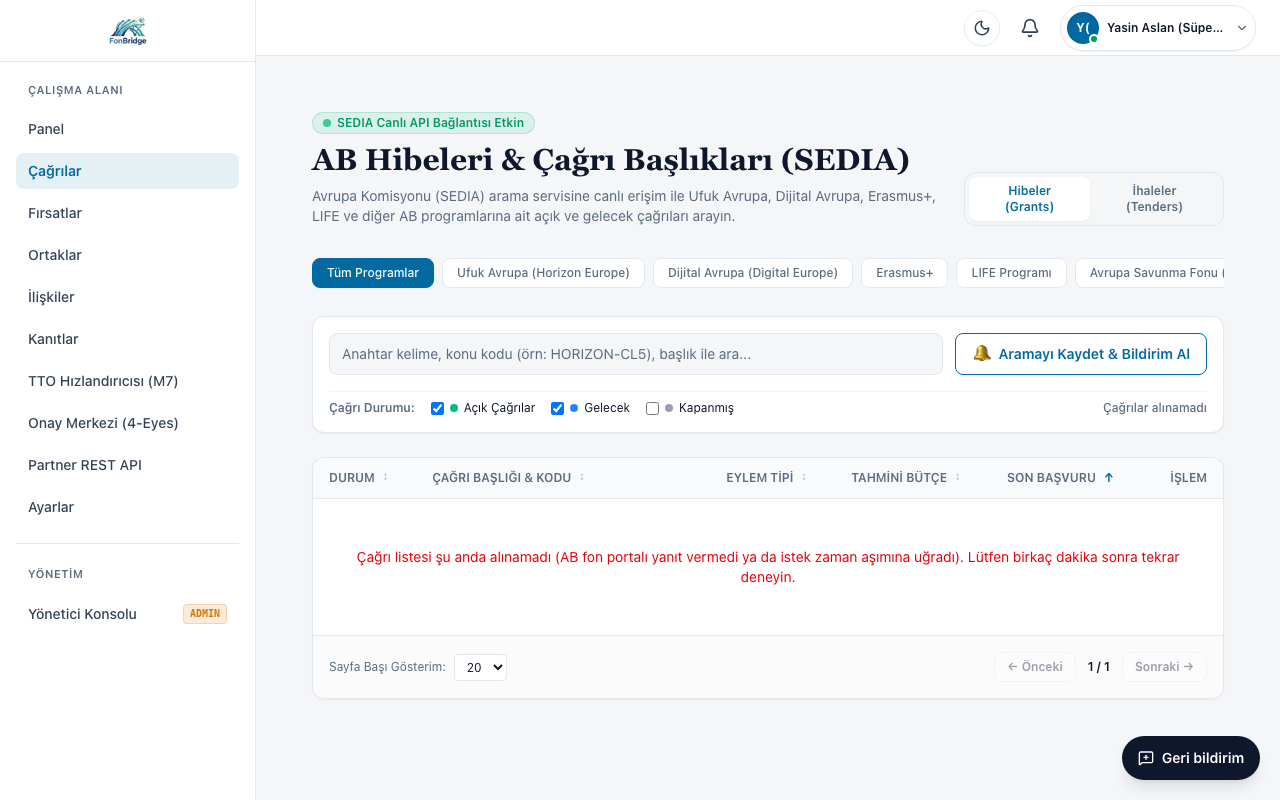 FonBridge
Y(
Yasin Aslan (Süpe...
ÇALIŞMA ALANI
Panel
Çağrılar
Fırsatlar
Ortaklar
İlişkiler
Kanıtlar
TTO Hızlandırıcısı (M7)
Onay Merkezi (4-Eyes)
Partner REST API
Ayarlar
YÖNETİM
Yönetici Konsolu
ADMIN
SEDIA Canlı API Bağlantısı Etkin
AB Hibeleri & Çağrı Başlıkları (SEDIA)
Avrupa Komisyonu (SEDIA) arama servisine canlı erişim ile Ufuk Avrupa, Dijital Avrupa, Erasmus+,
LIFE ve diğer AB programlarına ait açık ve gelecek çağrıları arayın.
Hibeler
(Grants)
İhaleler
(Tenders)
Tüm Programlar
Ufuk Avrupa (Horizon Europe)
Dijital Avrupa (Digital Europe)
Erasmus+
LIFE Programı
Avrupa Savunma Fonu (
Anahtar kelime, konu kodu (örn: HORIZON-CL5), başlık ile ara...
Aramayı Kaydet & Bildirim Al
Çağrı Durumu:
Açık Çağrılar
Gelecek
Kapanmış
Çağrılar alınamadı
DURUM ↕
ÇAĞRI BAŞLIĞI & KODU ↕
EYLEM TİPİ ↕
TAHMİNİ BÜTÇE ↕
SON BAŞVURU ↑
İŞLEM
Çağrı listesi şu anda alınamadı (AB fon portalı yanıt vermedi ya da istek zaman aşımına uğradı). Lütfen birkaç dakika sonra tekrar
deneyin.
Sayfa Başı Gösterim:
20
← Önceki
1 / 1
Sonraki →
Geri bildirim